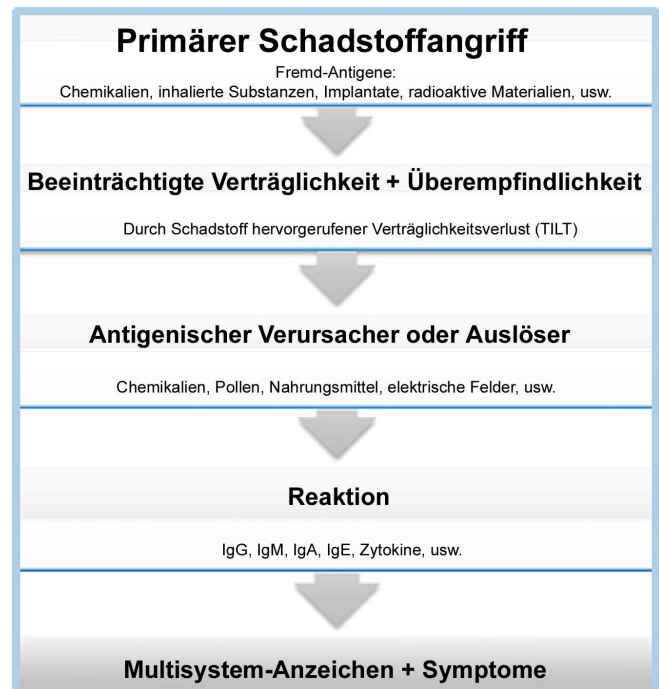 Primärer Schadstoffangriff
Fremd-Antigene:
Chemikalien, inhalierte Substanzen, Implantate, radioaktive Materialien, usw.
Beeinträchtigte Verträglichkeit + Überempfindlichkeit
Durch Schadstoff hervorgerufener Verträglichkeitsverlust (TILT)
Antigenischer Verursacher oder Auslöser
Chemikalien, Pollen, Nahrungsmittel, elektrische Felder, usw.
Reaktion
IgG, IgM, IgA, IgE, Zytokine, usw.
Multisystem-Anzeichen + Symptome